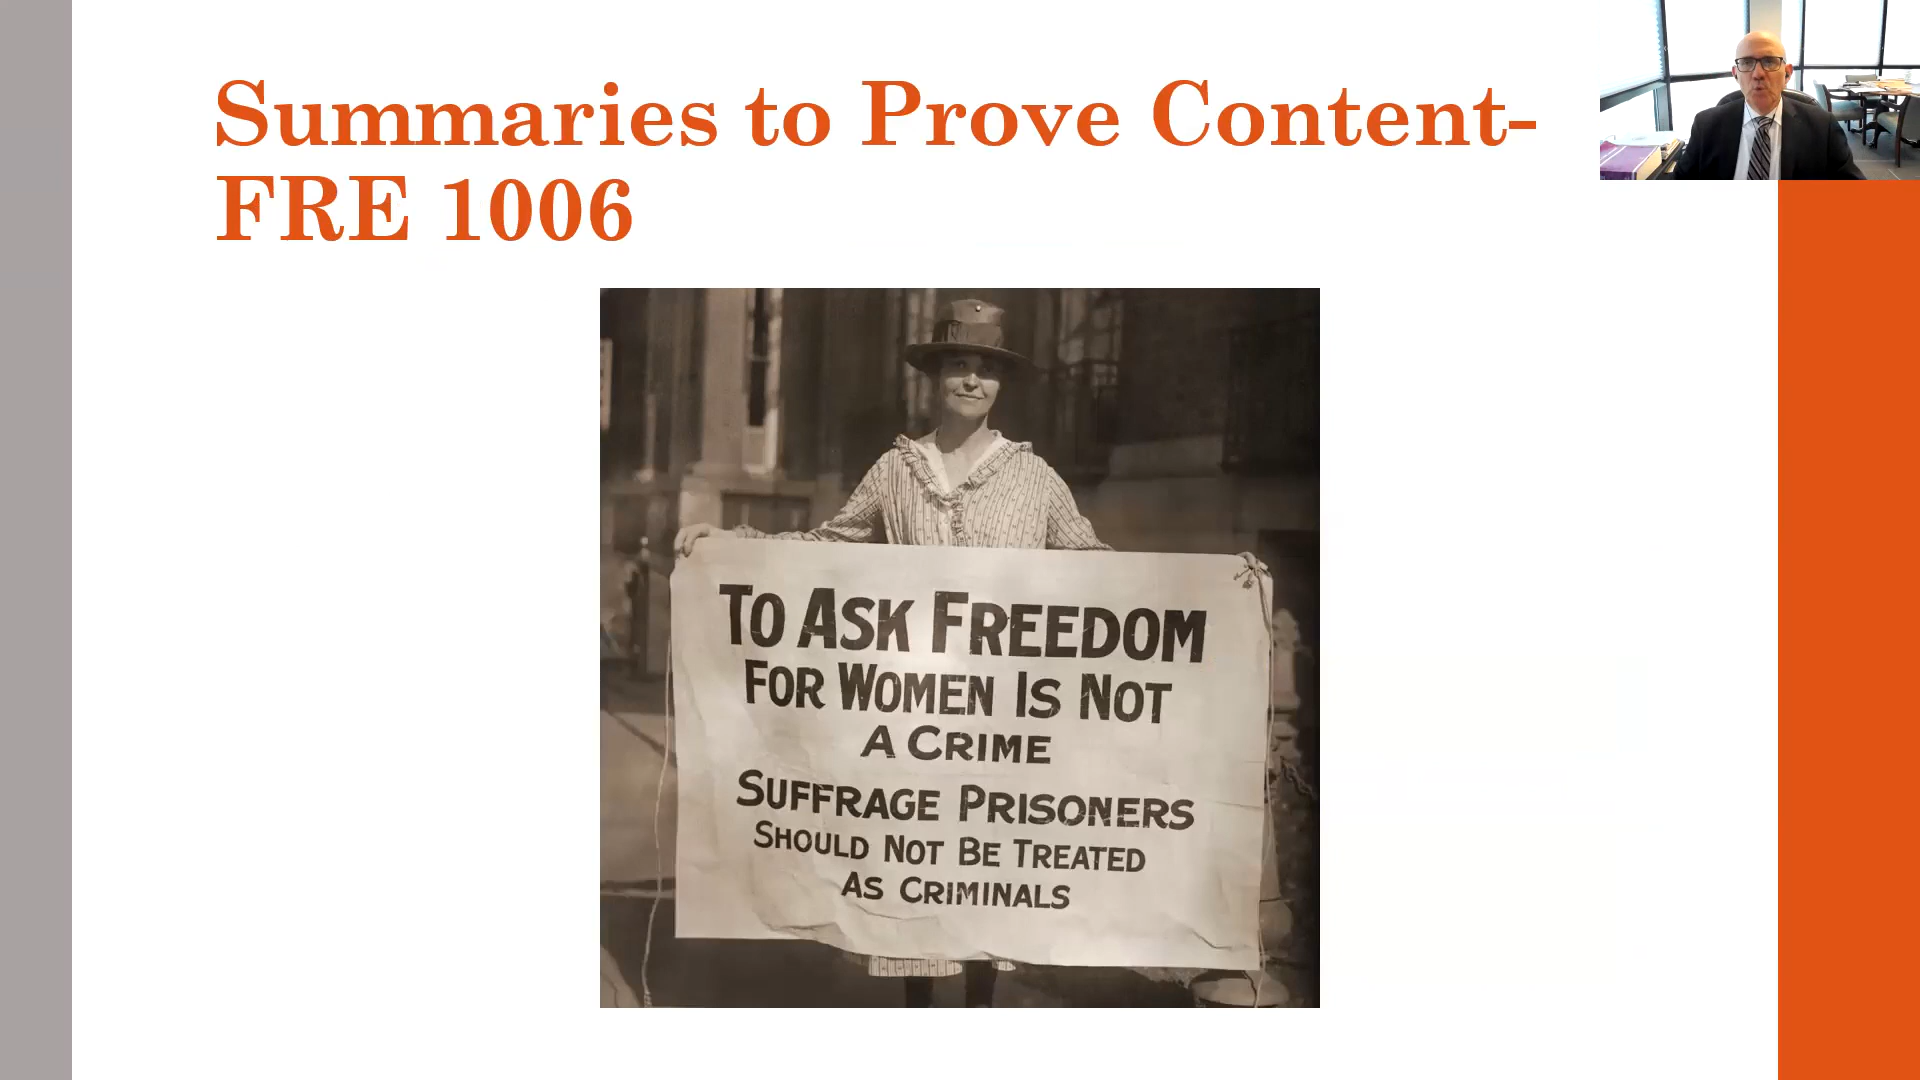 Summaries to Prove Content-
FRE 1006
TO ASK FREEDOM
FOR WOMEN IS NOT
A CRIME
SUFFRAGE PRISONERS
SHOULD NOT BE TREATED
AS CRIMINALS